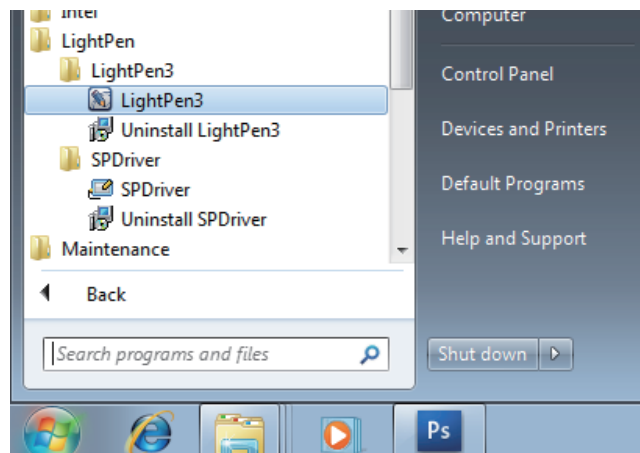 Intel
LightPen
LightPen3
LightPen3
Uninstall LightPen3
SPDriver
SPDriver
Uninstall SPDriver
Maintenance
Back
Search programs and files
Computer
Control Panel
Devices and Printers
Default Programs
Help and Support
Shut down
Ps